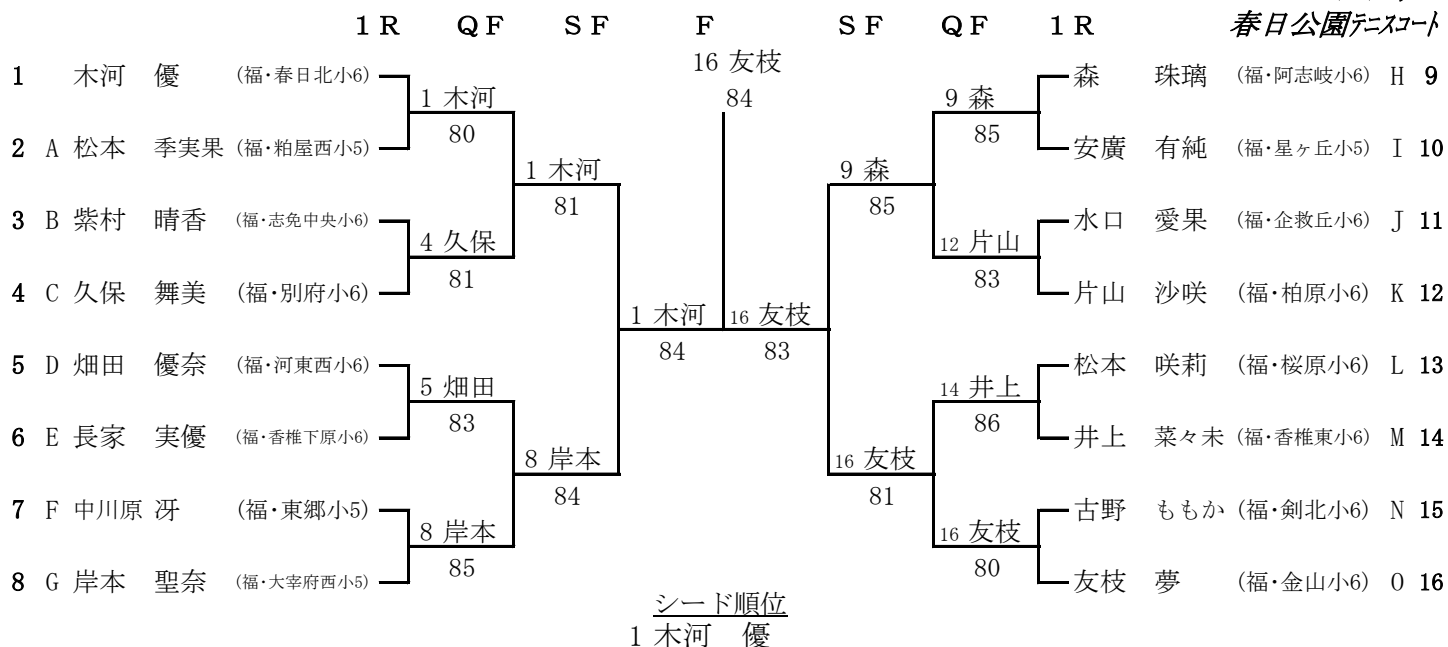 1R QF SF F SF QF 1R 春日公園テニスコート
16 友枝
84
1 木河 優 (福・春日北小6) 森 珠璃 (福・阿志岐小6) H 9
1 木河 9 森
80 85
2 A 松本 季実果 (福・粕屋西小5) 安廣 有純 (福・星ヶ丘小5) I 10
1 木河 9 森
81 85
3 B 紫村 晴香 (福・志免中央小6) 水口 愛果 (福・企救丘小6) J 11
4 久保 12 片山
81 83
4 C 久保 舞美 (福・別府小6) 片山 沙咲 (福・柏原小6) K 12
1 木河 16 友枝
84 83
5 D 畑田 優奈 (福・河東西小6) 松本 咲莉 (福・桜原小6) L 13
5 畑田 14 井上
83 86
6 E 長家 実優 (福・香椎下原小6) 井上 菜々未 (福・香椎東小6) M 14
8 岸本 16 友枝
84 81
7 F 中川原 冴 (福・東郷小5) 古野 ももか (福・剣北小6) N 15
8 岸本 16 友枝
85 80
8 G 岸本 聖奈 (福・大宰府西小5) 友枝 夢 (福・金山小6) O 16
シード順位
1 木河 優